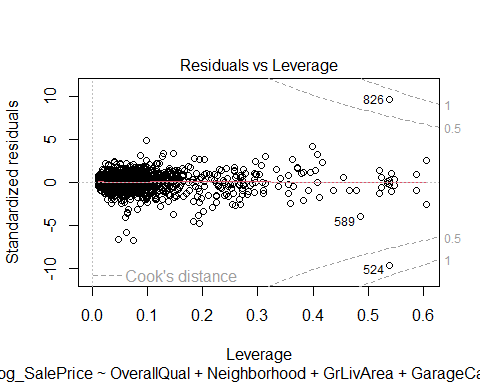 Residuals vs Leverage
Standardized residuals
10
5
0
-5
-10
826
1
0.5
589
0.5
524
1
Cook's distance
0.0 0.1 0.2 0.3 0.4 0.5 0.6
Leverage
og_SalePrice ~ OverallQual + Neighborhood + GrLivArea + GarageCa